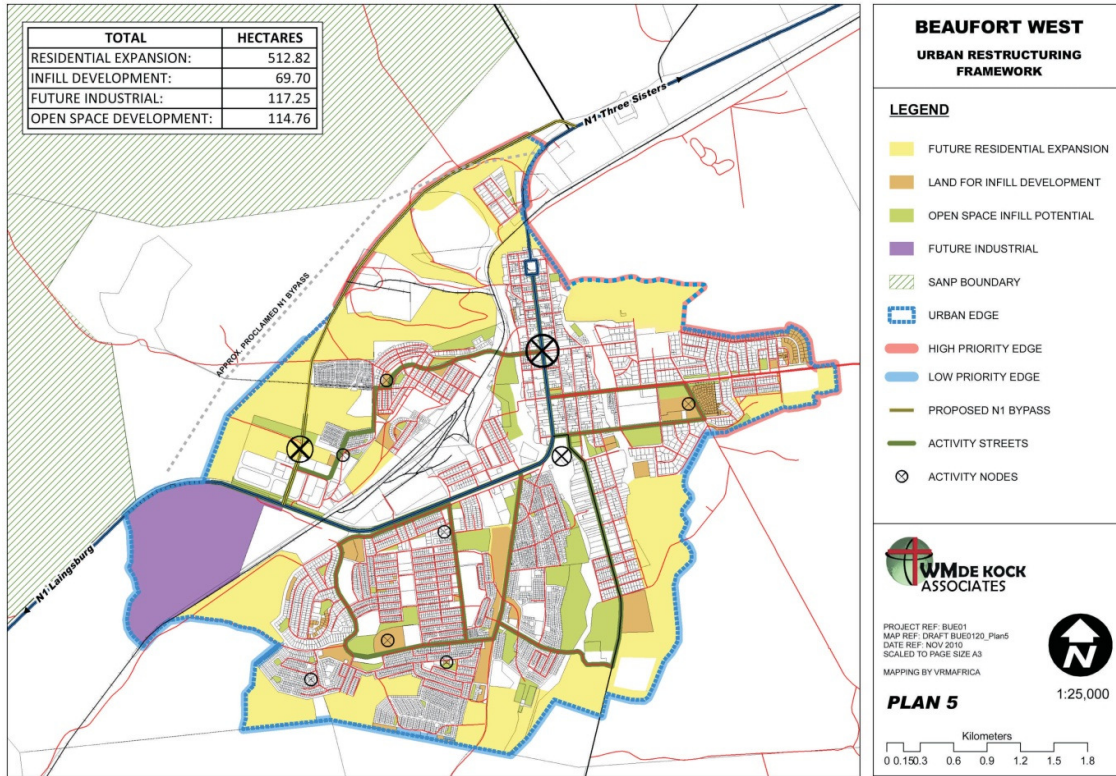 TOTAL HECTARES
RESIDENTIAL EXPANSION: 512.82
INFILL DEVELOPMENT: 69.70
FUTURE INDUSTRIAL: 117.25
OPEN SPACE DEVELOPMENT: 114.76
N1-Three Sisters
APPROX. PROCLAIMED N1 BYPASS
N1-Laingsburg
BEAUFORT WEST
URBAN RESTRUCTURING
FRAMEWORK
LEGEND
FUTURE RESIDENTIAL EXPANSION
LAND FOR INFILL DEVELOPMENT
OPEN SPACE INFILL POTENTIAL
FUTURE INDUSTRIAL
SANP BOUNDARY
URBAN EDGE
HIGH PRIORITY EDGE
LOW PRIORITY EDGE
PROPOSED N1 BYPASS
ACTIVITY STREETS
ACTIVITY NODES
WMDE KOCK
ASSOCIATES
PROJECT REF: BUE01
MAP REF: DRAFT BUE0120_Plan5
DATE REF: NOV 2010
SCALED TO PAGE SIZE A3
MAPPING BY VRMAFRICA
N
PLAN 5
1:25,000
Kilometers
0 0.15 0.3 0.6 0.9 1.2 1.5 1.8